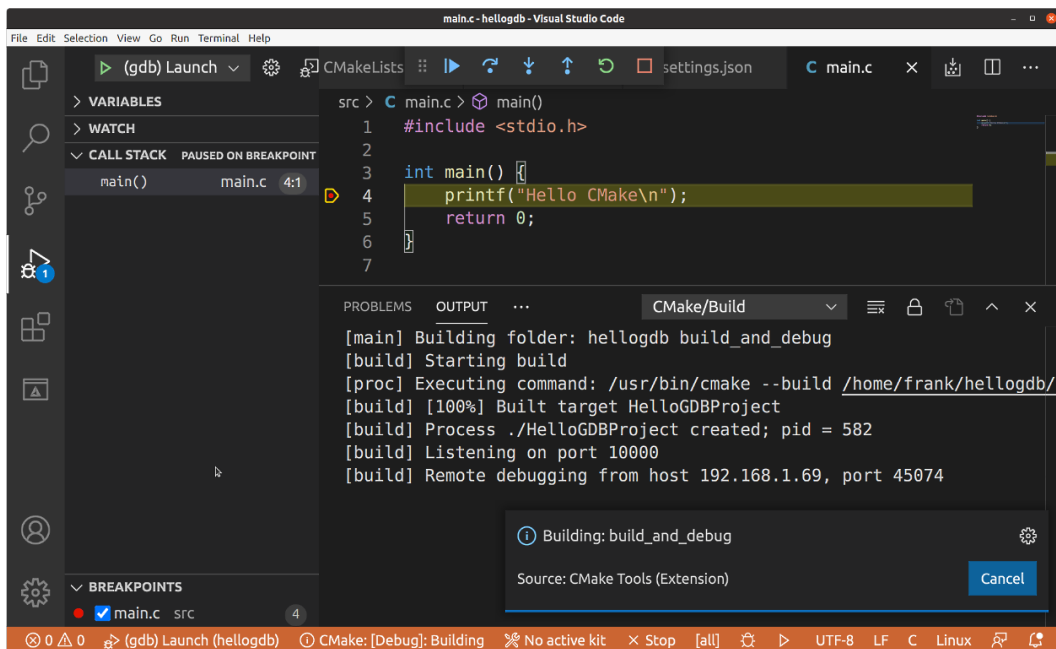 main.c - hellogdb - Visual Studio Code
File Edit Selection View Go Run Terminal Help
(gdb) Launch
CMakeLists
settings.json
C main.c
VARIABLES
WATCH
CALL STACK PAUSED ON BREAKPOINT
main() main.c 4:1
src > C main.c > main()
1 #include <stdio.h>
2
3 int main() {
4 printf("Hello CMake\n");
5 return 0;
6 }
7
1
PROBLEMS OUTPUT ··· CMake/Build
[main] Building folder: hellogdb build_and_debug
[build] Starting build
[proc] Executing command: /usr/bin/cmake --build /home/frank/hellogdb/
[build] [100%] Built target HelloGDBProject
[build] Process ./HelloGDBProject created; pid = 582
[build] Listening on port 10000
[build] Remote debugging from host 192.168.1.69, port 45074
Building: build_and_debug
Source: CMake Tools (Extension)
Cancel
BREAKPOINTS
main.c src 4
0 0 (gdb) Launch (hellogdb) CMake: [Debug]: Building No active kit Stop [all] UTF-8 LF C Linux